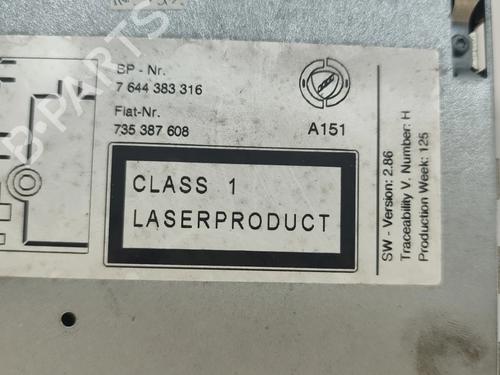 BP - Nr.
7 644 383 316
Fiat-Nr.
735 387 608
A151
CLASS 1
LASERPRODUCT
SW - Version: 2.86
Traceability V. Number: H
Production Week: 125
B-PARTS